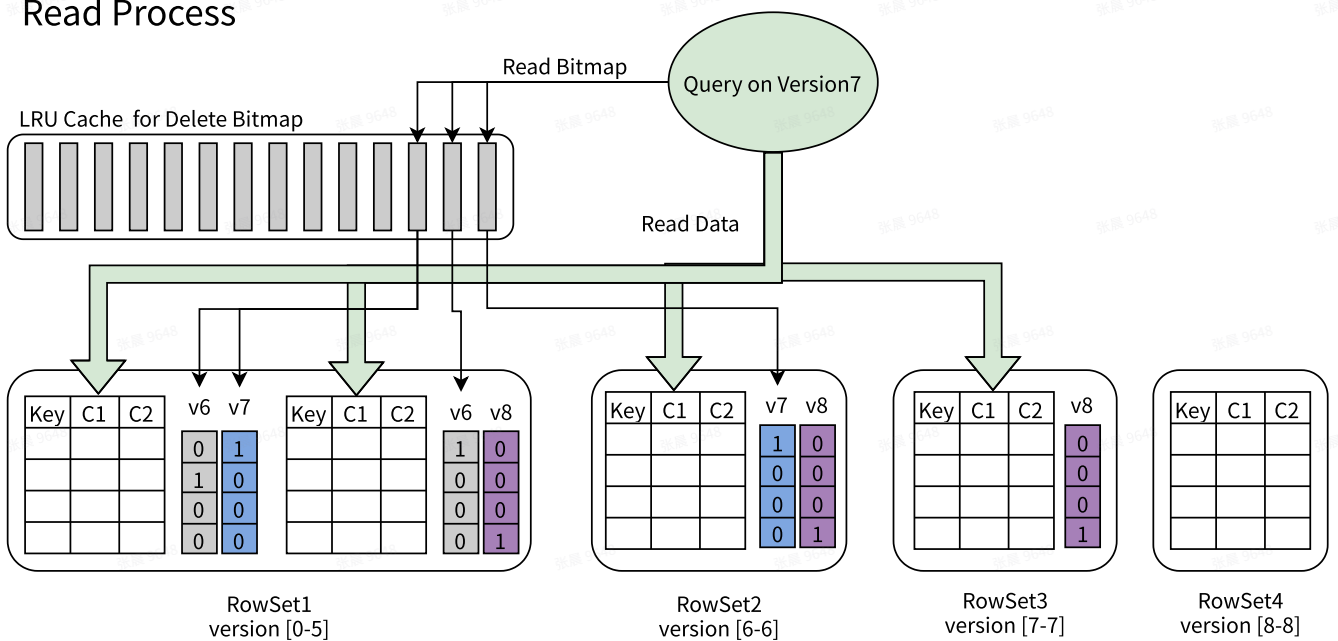 Read Process
Read Bitmap
Query on Version7
LRU Cache for Delete Bitmap
Read Data
Key C1 C2 v6 v7
0 1
1 0
0 0
0 0
Key C1 C2 v6 v8
1 0
0 0
0 0
0 1
Key C1 C2 v7 v8
1 0
0 0
0 0
0 1
Key C1 C2 v8
0
0
0
1
Key C1 C2
RowSet1
version [0-5]
RowSet2
version [6-6]
RowSet3
version [7-7]
RowSet4
version [8-8]
张晨 9648